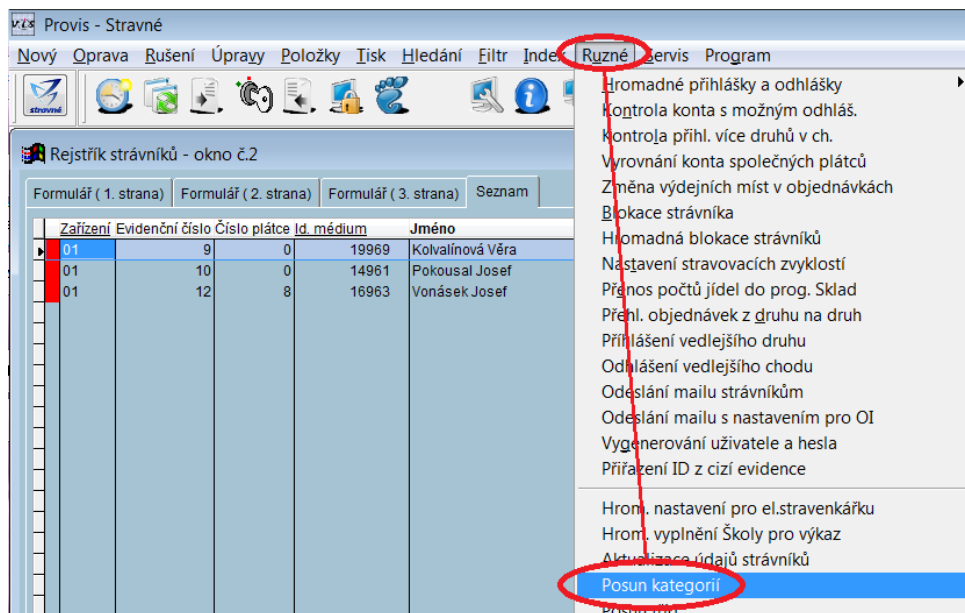 Provis - Stravné
Nový Oprava Rušení Úpravy Položky Tisk Hledání Filtr Index Ruzné Servis Program
stravné
Rejstřík strávníků - okno č.2
Formulář ( 1. strana) Formulář ( 2. strana) Formulář ( 3. strana) Seznam
Zařízení Evidenční číslo Číslo plátce Id. médium Jméno
01 9 0 19969 Kolvalínová Věra
01 10 0 14961 Pokousal Josef
01 12 8 16963 Vonásek Josef
Hromadné přihlášky a odhlášky
Kontrola konta s možným odhláš.
Kontrola přihl. více druhů v ch.
Vyrovnání konta společných plátců
Změna výdejních míst v objednávkách
Blokace strávníka
Hromadná blokace strávníků
Nastavení stravovacích zvyklostí
Přenos počtů jídel do prog. Sklad
Přehl. objednávek z druhu na druh
Příhlášení vedlejšího druhu
Odhlášení vedlejšího chodu
Odeslání mailu strávníkům
Odeslání mailu s nastavením pro OI
Vygenerování uživatele a hesla
Přiřazení ID z cizí evidence
Hrom. nastavení pro el.stravenkářku
Hrom. vyplnění Školy pro výkaz
Aktualizace údajů strávníků
Posun kategorií